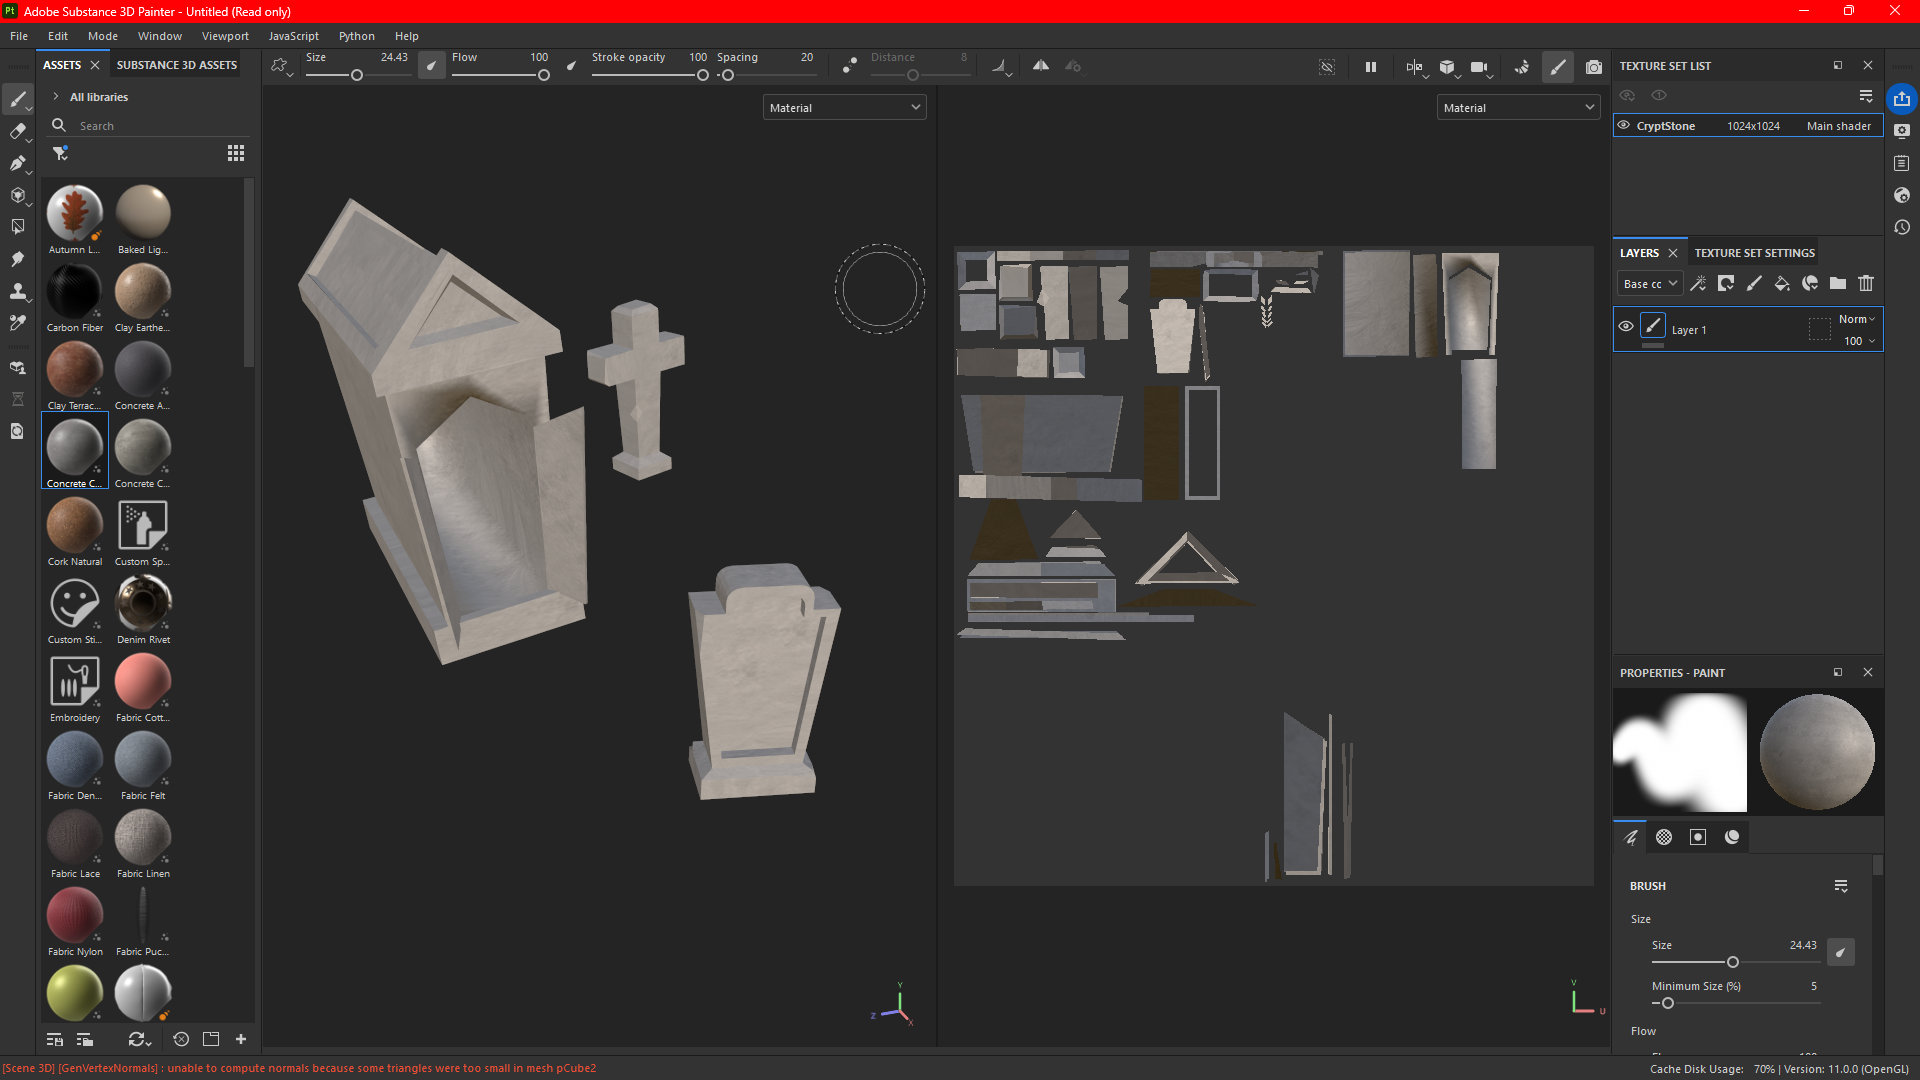 Pt Adobe Substance 3D Painter - Untitled (Read only)
File Edit Mode Window Viewport JavaScript Python Help
ASSETS SUBSTANCE 3D ASSETS
Size 24.43 Flow 100 Stroke opacity 100 Spacing 20 Distance 8
All libraries
Search
Material
Material
Autumn L... Baked Lig...
Carbon Fiber Clay Earthe...
Clay Terrac... Concrete A...
Concrete C... Concrete C...
Cork Natural Custom Sp...
Custom Sti... Denim Rivet
Embroidery Fabric Cott...
Fabric Den... Fabric Felt
Fabric Lace Fabric Linen
Fabric Nylon Fabric Puc...
Y
Z
X
V
U
TEXTURE SET LIST
CryptStone 1024x1024 Main shader
LAYERS TEXTURE SET SETTINGS
Base cc
Layer 1 Norm
100
PROPERTIES - PAINT
BRUSH
Size
Size 24.43
Minimum Size (%) 5
Flow
[Scene 3D] [GenVertexNormals] : unable to compute normals because some triangles were too small in mesh pCube2
Cache Disk Usage: 70% | Version: 11.0.0 (OpenGL)